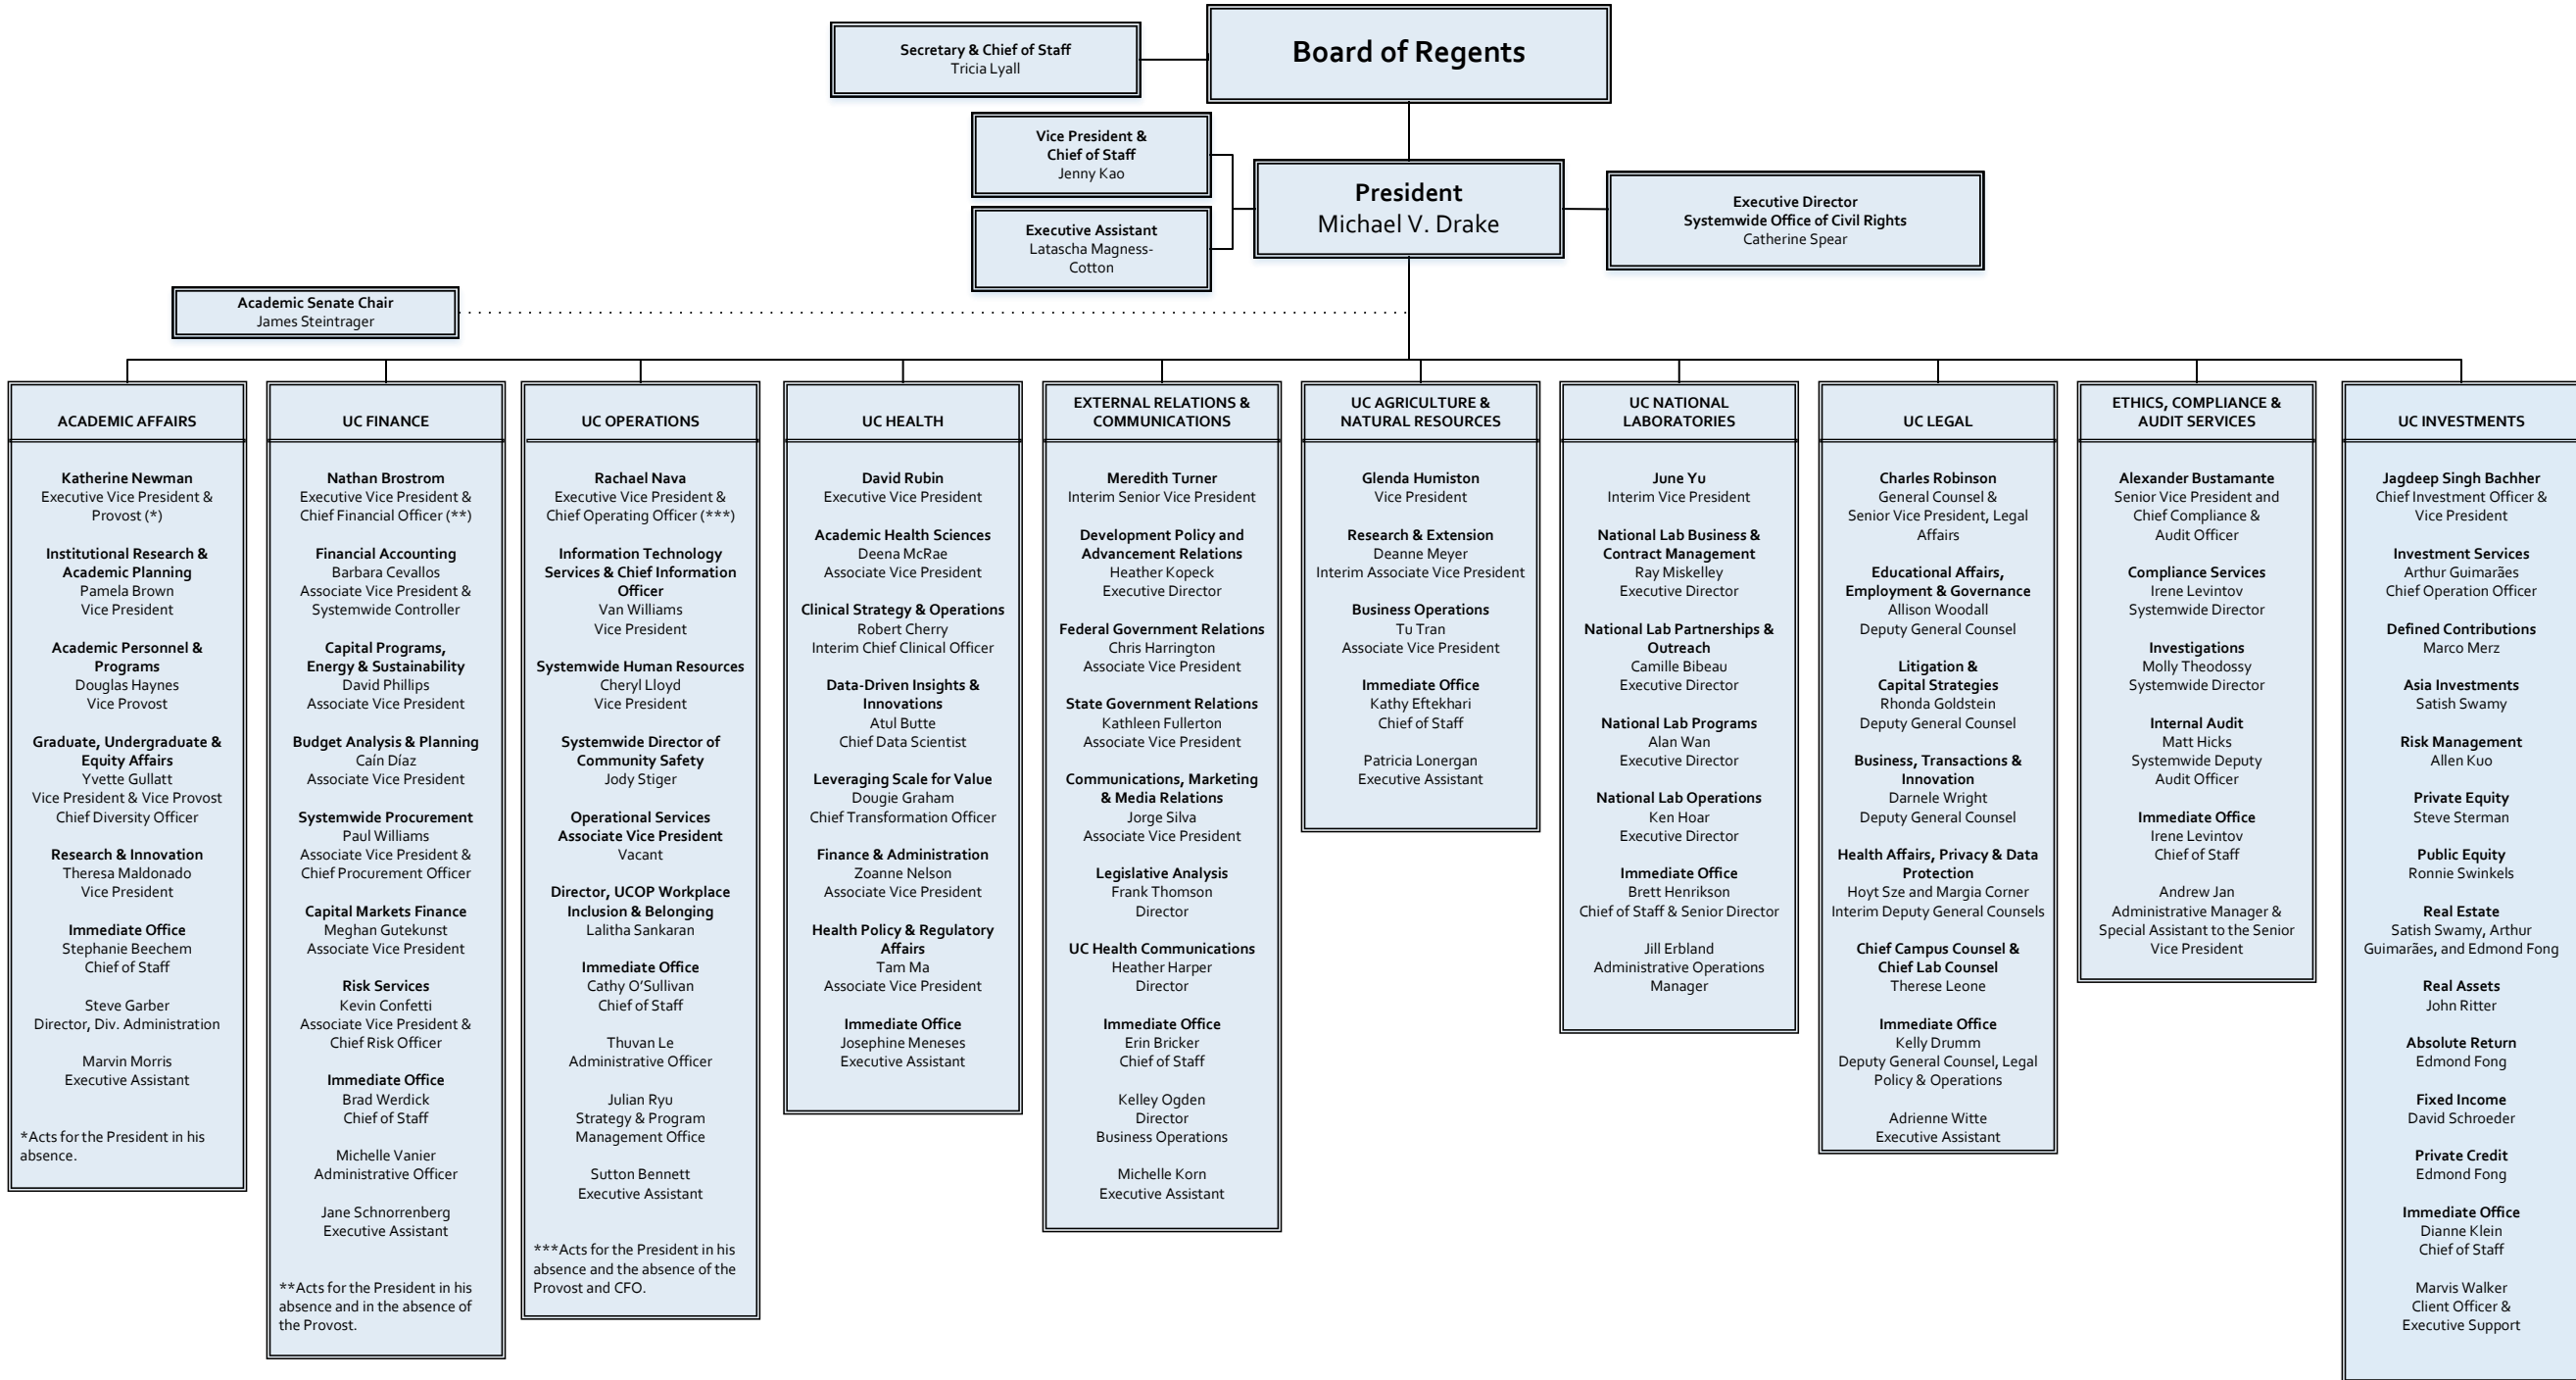 Board of Regents
Secretary & Chief of Staff
Tricia Lyall
Vice President &
Chief of Staff
Jenny Kao
President
Michael V. Drake
Executive Director
Systemwide Office of Civil Rights
Catherine Spear
Executive Assistant
Latascha Magness-
Cotton
Academic Senate Chair
James Steintrager
ACADEMIC AFFAIRS
Katherine Newman
Executive Vice President &
Provost (*)
Institutional Research &
Academic Planning
Pamela Brown
Vice President
Academic Personnel &
Programs
Douglas Haynes
Vice Provost
Graduate, Undergraduate &
Equity Affairs
Yvette Gullatt
Vice President & Vice Provost
Chief Diversity Officer
Research & Innovation
Theresa Maldonado
Vice President
Immediate Office
Stephanie Beechem
Chief of Staff
Steve Garber
Director, Div. Administration
Marvin Morris
Executive Assistant
*Acts for the President in his
absence.
UC FINANCE
Nathan Brostrom
Executive Vice President &
Chief Financial Officer (**)
Financial Accounting
Barbara Cevallos
Associate Vice President &
Systemwide Controller
Capital Programs,
Energy & Sustainability
David Phillips
Associate Vice President
Budget Analysis & Planning
Caín Díaz
Associate Vice President
Systemwide Procurement
Paul Williams
Associate Vice President &
Chief Procurement Officer
Capital Markets Finance
Meghan Gutekunst
Associate Vice President
Risk Services
Kevin Confetti
Associate Vice President &
Chief Risk Officer
Immediate Office
Brad Werdick
Chief of Staff
Michelle Vanier
Administrative Officer
Jane Schnorrenberg
Executive Assistant
**Acts for the President in his
absence and in the absence of
the Provost.
UC OPERATIONS
Rachael Nava
Executive Vice President &
Chief Operating Officer (***)
Information Technology
Services & Chief Information
Officer
Van Williams
Vice President
Systemwide Human Resources
Cheryl Lloyd
Vice President
Systemwide Director of
Community Safety
Jody Stiger
Operational Services
Associate Vice President
Vacant
Director, UCOP Workplace
Inclusion & Belonging
Lalitha Sankaran
Immediate Office
Cathy O’Sullivan
Chief of Staff
Thuvan Le
Administrative Officer
Julian Ryu
Strategy & Program
Management Office
Sutton Bennett
Executive Assistant
***Acts for the President in his
absence and the absence of the
Provost and CFO.
UC HEALTH
David Rubin
Executive Vice President
Academic Health Sciences
Deena McRae
Associate Vice President
Clinical Strategy & Operations
Robert Cherry
Interim Chief Clinical Officer
Data-Driven Insights &
Innovations
Atul Butte
Chief Data Scientist
Leveraging Scale for Value
Dougie Graham
Chief Transformation Officer
Finance & Administration
Zoanne Nelson
Associate Vice President
Health Policy & Regulatory
Affairs
Tam Ma
Associate Vice President
Immediate Office
Josephine Meneses
Executive Assistant
EXTERNAL RELATIONS &
COMMUNICATIONS
Meredith Turner
Interim Senior Vice President
Development Policy and
Advancement Relations
Heather Kopeck
Executive Director
Federal Government Relations
Chris Harrington
Associate Vice President
State Government Relations
Kathleen Fullerton
Associate Vice President
Communications, Marketing
& Media Relations
Jorge Silva
Associate Vice President
Legislative Analysis
Frank Thomson
Director
UC Health Communications
Heather Harper
Director
Immediate Office
Erin Bricker
Chief of Staff
Kelley Ogden
Director
Business Operations
Michelle Korn
Executive Assistant
UC AGRICULTURE &
NATURAL RESOURCES
Glenda Humiston
Vice President
Research & Extension
Deanne Meyer
Interim Associate Vice President
Business Operations
Tu Tran
Associate Vice President
Immediate Office
Kathy Eftekhari
Chief of Staff
Patricia Lonergan
Executive Assistant
UC NATIONAL
LABORATORIES
June Yu
Interim Vice President
National Lab Business &
Contract Management
Ray Miskelley
Executive Director
National Lab Partnerships &
Outreach
Camille Bibeau
Executive Director
National Lab Programs
Alan Wan
Executive Director
National Lab Operations
Ken Hoar
Executive Director
Immediate Office
Brett Henrikson
Chief of Staff & Senior Director
Jill Erbland
Administrative Operations
Manager
UC LEGAL
Charles Robinson
General Counsel &
Senior Vice President, Legal
Affairs
Educational Affairs,
Employment & Governance
Allison Woodall
Deputy General Counsel
Litigation &
Capital Strategies
Rhonda Goldstein
Deputy General Counsel
Business, Transactions &
Innovation
Darnele Wright
Deputy General Counsel
Health Affairs, Privacy & Data
Protection
Hoyt Sze and Margia Corner
Interim Deputy General Counsels
Chief Campus Counsel &
Chief Lab Counsel
Therese Leone
Immediate Office
Kelly Drumm
Deputy General Counsel, Legal
Policy & Operations
Adrienne Witte
Executive Assistant
ETHICS, COMPLIANCE &
AUDIT SERVICES
Alexander Bustamante
Senior Vice President and
Chief Compliance &
Audit Officer
Compliance Services
Irene Levintov
Systemwide Director
Investigations
Molly Theodossy
Systemwide Director
Internal Audit
Matt Hicks
Systemwide Deputy
Audit Officer
Immediate Office
Irene Levintov
Chief of Staff
Andrew Jan
Administrative Manager &
Special Assistant to the Senior
Vice President
UC INVESTMENTS
Jagdeep Singh Bachher
Chief Investment Officer &
Vice President
Investment Services
Arthur Guimarães
Chief Operation Officer
Defined Contributions
Marco Merz
Asia Investments
Satish Swamy
Risk Management
Allen Kuo
Private Equity
Steve Sterman
Public Equity
Ronnie Swinkels
Real Estate
Satish Swamy, Arthur
Guimarães, and Edmond Fong
Real Assets
John Ritter
Absolute Return
Edmond Fong
Fixed Income
David Schroeder
Private Credit
Edmond Fong
Immediate Office
Dianne Klein
Chief of Staff
Marvis Walker
Client Officer &
Executive Support